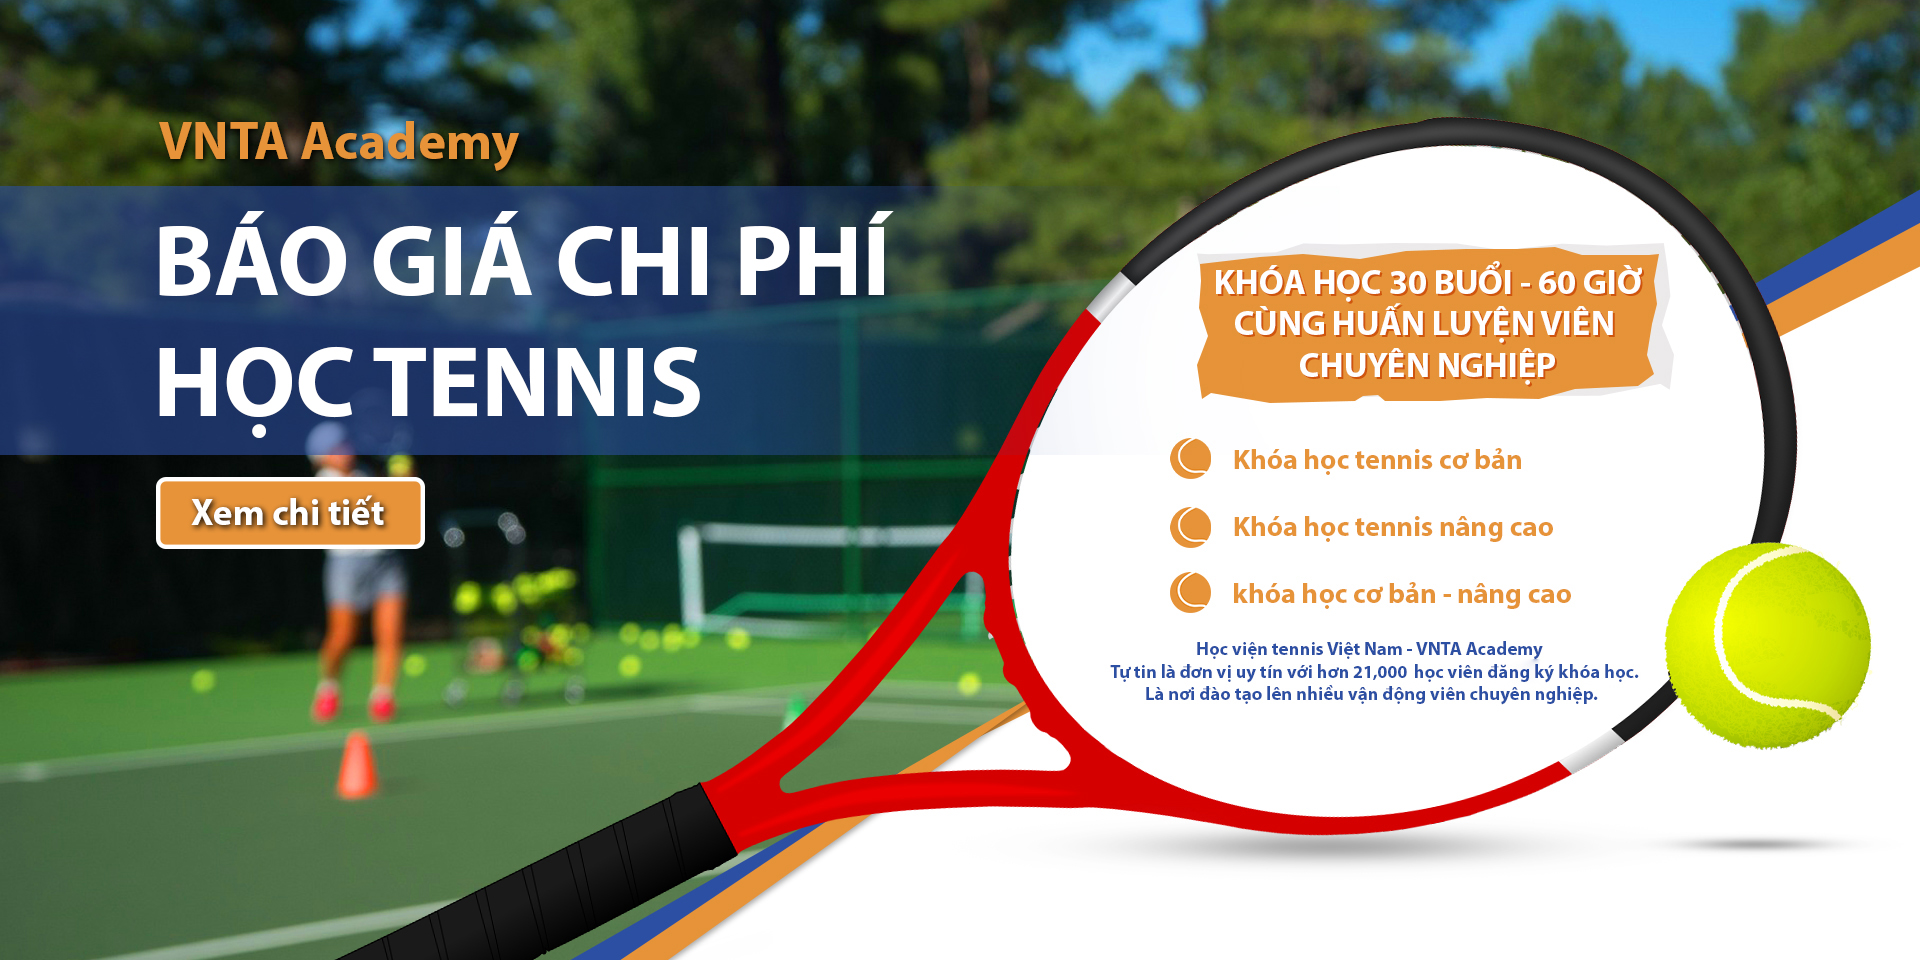 VNTA Academy
BÁO GIÁ CHI PHÍ
HỌC TENNIS
Xem chi tiết
KHÓA HỌC 30 BUỔI - 60 GIỜ
CÙNG HUẤN LUYỆN VIÊN
CHUYÊN NGHIỆP
Khóa học tennis cơ bản
Khóa học tennis nâng cao
khóa học cơ bản - nâng cao
Học viện tennis Việt Nam - VNTA Academy
Tự tin là đơn vị uy tín với hơn 21,000 học viên đăng ký khóa học.
Là nơi đào tạo lên nhiều vận động viên chuyên nghiệp.